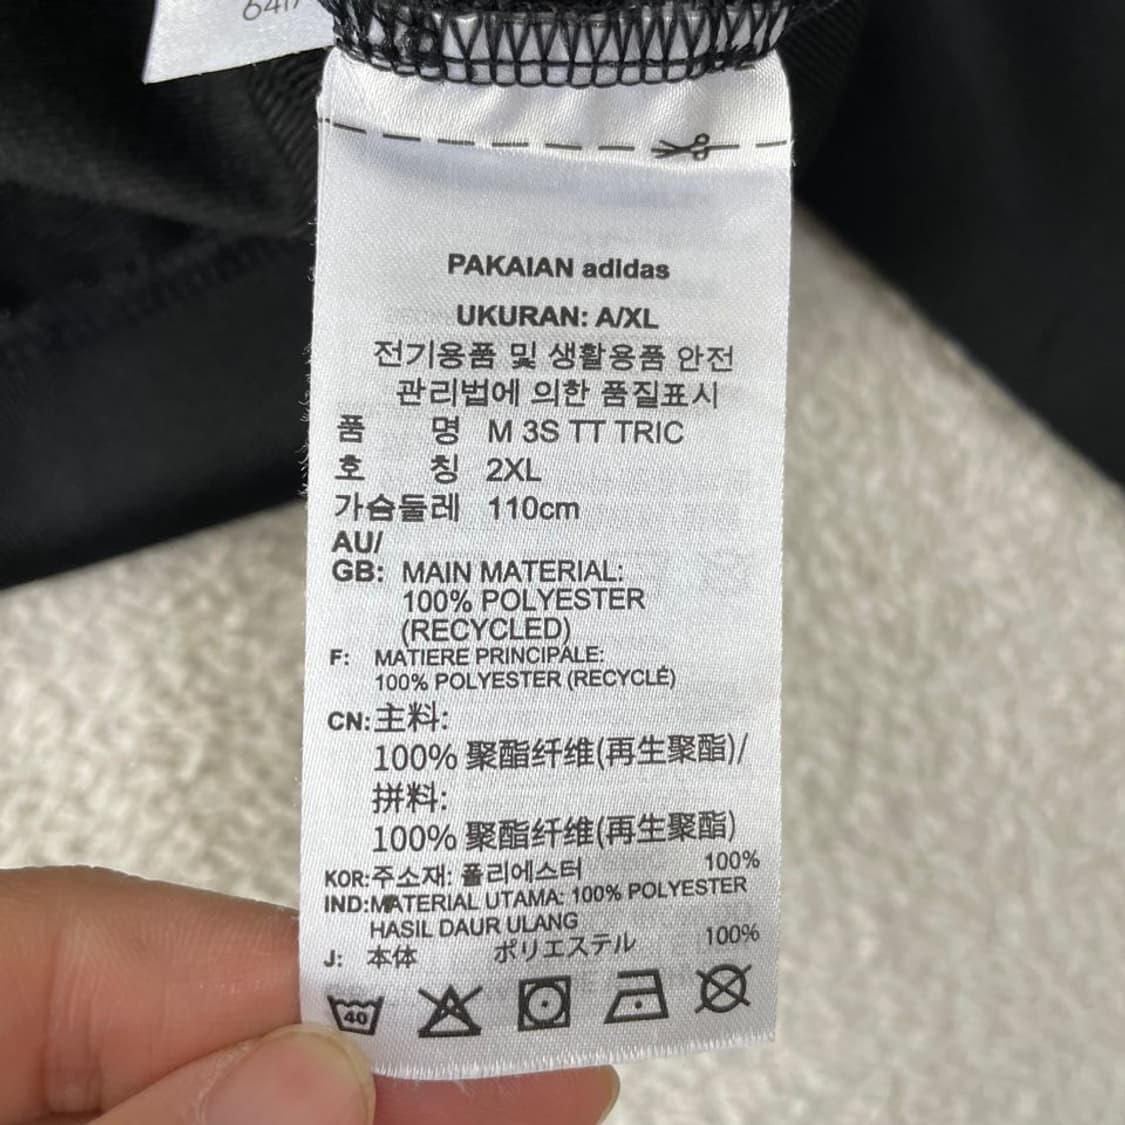 PAKAIAN adidas
UKURAN: A/XL
전기용품 및 생활용품 안전
관리법에 의한 품질표시
품 명 M 3S TT TRIC
호 칭 2XL
가슴둘레 110cm
AU/
GB: MAIN MATERIAL:
100% POLYESTER
(RECYCLED)
F: MATIERE PRINCIPALE:
100% POLYESTER (RECYCLÉ)
CN: 主料:
100% 聚酯纤维(再生聚酯)/
拼料:
100% 聚酯纤维(再生聚酯)
KOR: 주소재: 폴리에스터 100%
IND: MATERIAL UTAMA: 100% POLYESTER
HASIL DAUR ULANG
J: 本体 ポリエステル 100%
40